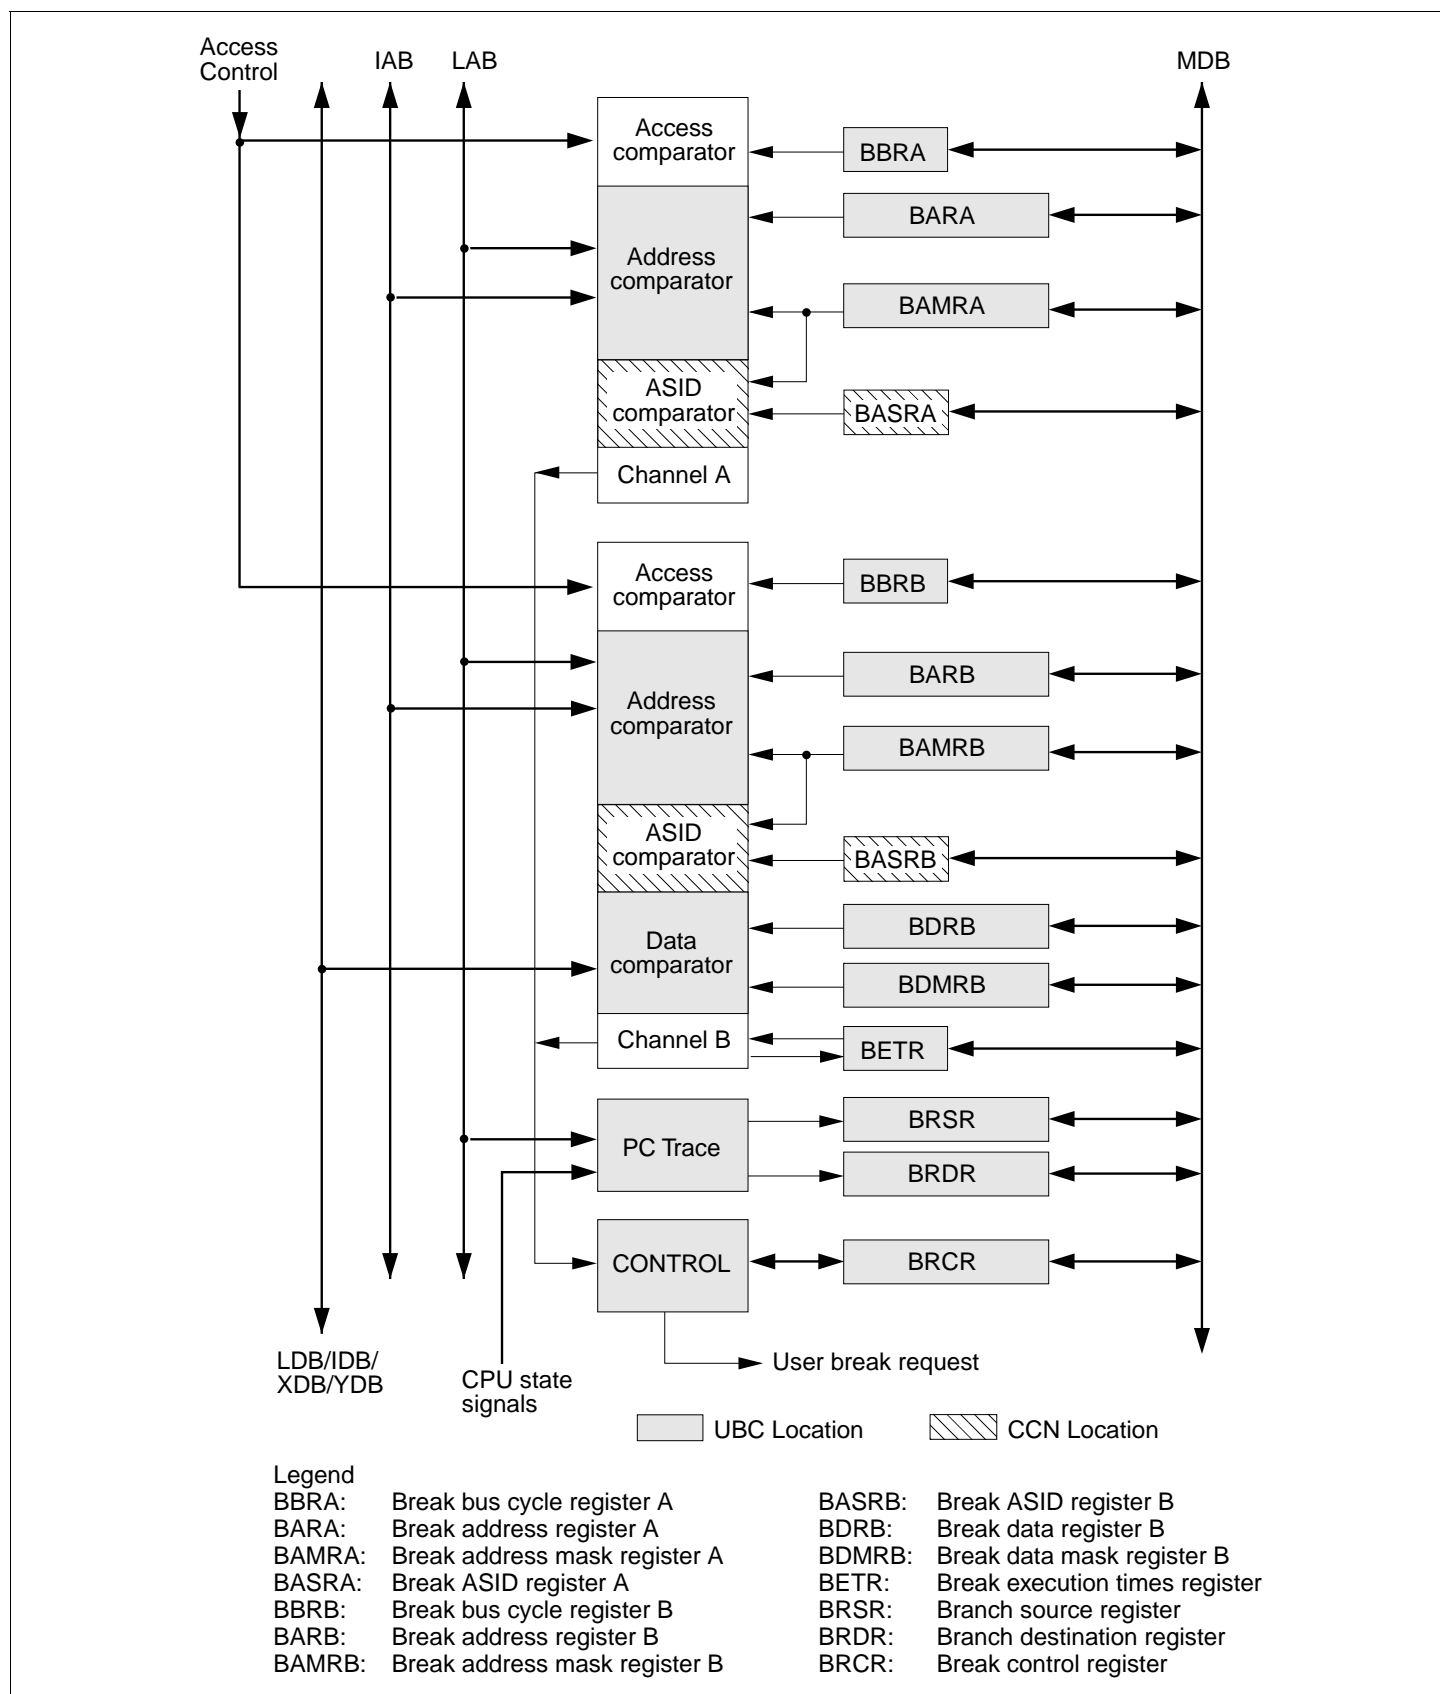 Access
Control
IAB
LAB
MDB
Access
comparator
BBRA
BARA
Address
comparator
BAMRA
ASID
comparator
BASRA
Channel A
Access
comparator
BBRB
BARB
Address
comparator
BAMRB
ASID
comparator
BASRB
BDRB
Data
comparator
BDMRB
Channel B
BETR
BRSR
PC Trace
BRDR
CONTROL
BRCR
User break request
LDB/IDB/
XDB/YDB
CPU state
signals
UBC Location
CCN Location
Legend
BBRA: Break bus cycle register A
BARA: Break address register A
BAMRA: Break address mask register A
BASRA: Break ASID register A
BBRB: Break bus cycle register B
BARB: Break address register B
BAMRB: Break address mask register B
BASRB: Break ASID register B
BDRB: Break data register B
BDMRB: Break data mask register B
BETR: Break execution times register
BRSR: Branch source register
BRDR: Branch destination register
BRCR: Break control register